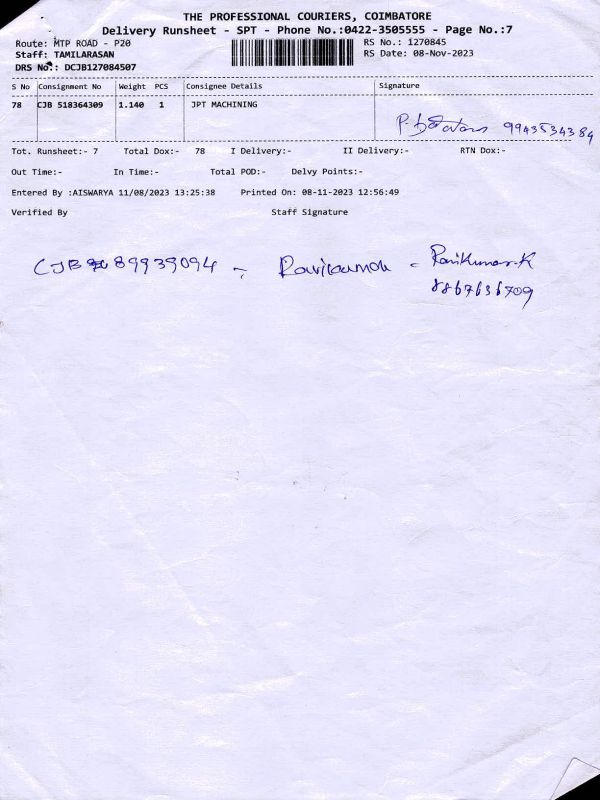 THE PROFESSIONAL COURIERS, COIMBATORE
Delivery Runsheet - SPT - Phone No.:0422-3505555 - Page No.:7
Route: MTP ROAD - P20 RS No.: 1270845
Staff: TAMILARASAN RS Date: 08-Nov-2023
DRS No.: DCJB127084507
S No Consignment No Weight PCS Consignee Details Signature
78 CJB 518364309 1.140 1 JPT MACHINING
9943534384
Tot. Runsheet:- 7 Total Dox:- 78 I Delivery:- II Delivery:- RTN Dox:-
Out Time:- In Time:- Total POD:- Delvy Points:-
Entered By :AISWARYA 11/08/2023 13:25:38 Printed On: 08-11-2023 12:56:49
Verified By Staff Signature
CJB 89939094 - - RaviKumar.K
8867636709